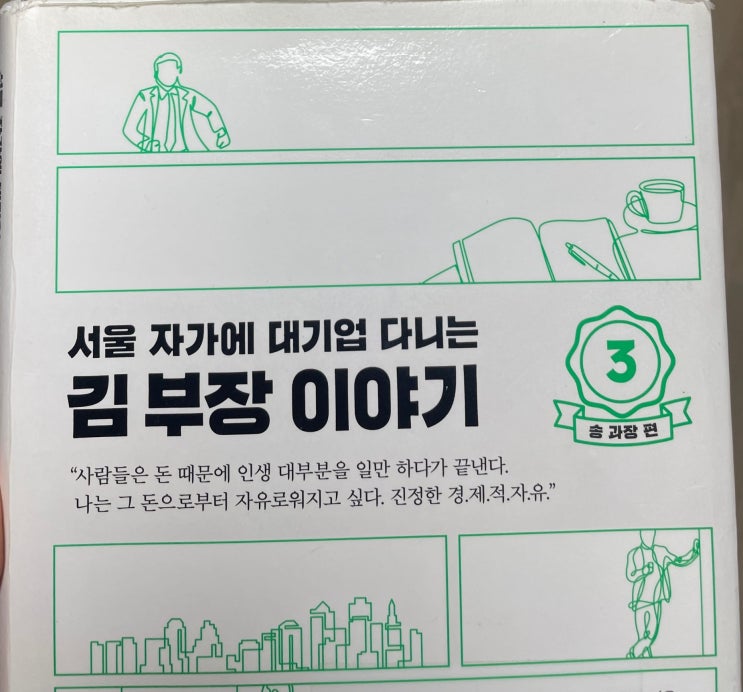 서울 자가에 대기업 다니는
김 부장 이야기
3
송 과장 편
“사람들은 돈 때문에 인생 대부분을 일만 하다가 끝낸다.
나는 그 돈으로부터 자유로워지고 싶다. 진정한 경.제.적.자.유.”